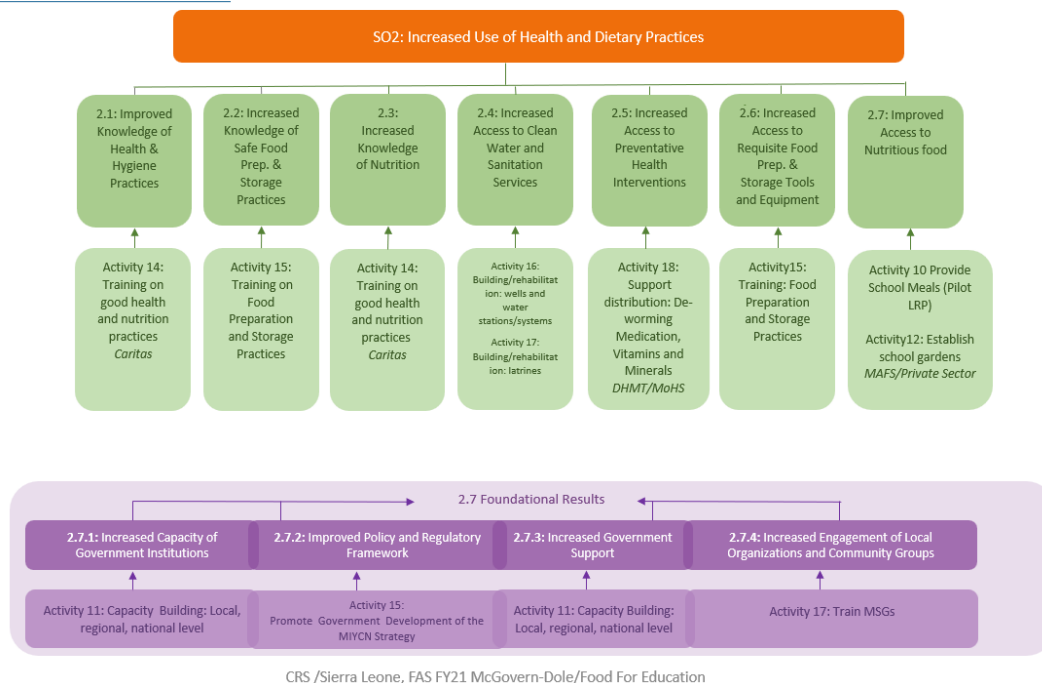 SO2: Increased Use of Health and Dietary Practices
2.1: Improved
Knowledge of
Health &
Hygiene
Practices
2.2: Increased
Knowledge of
Safe Food
Prep. &
Storage
Practices
2.3:
Increased
Knowledge
of Nutrition
2.4: Increased
Access to Clean
Water and
Sanitation
Services
2.5: Increased
Access to
Preventative
Health
Interventions
2.6: Increased
Access to
Requisite Food
Prep. &
Storage Tools
and Equipment
2.7: Improved
Access to
Nutritious food
Activity 14:
Training on
good health
and nutrition
practices
Caritas
Activity 15:
Training on
Food
Preparation
and Storage
Practices
Activity 14:
Training on
good health
and nutrition
practices
Caritas
Activity 16:
Building/rehabilitat
ion: wells and
water
stations/systems
Activity 17:
Building/rehabilitat
ion: latrines
Activity 18:
Support
distribution: De-
worming
Medication,
Vitamins and
Minerals
DHMT/MoHS
Activity15:
Training: Food
Preparation
and Storage
Practices
Activity 10 Provide
School Meals (Pilot
LRP)
Activity12: Establish
school gardens
MAFS/Private Sector
2.7 Foundational Results
2.7.1: Increased Capacity of
Government Institutions
2.7.2: Improved Policy and Regulatory
Framework
2.7.3: Increased Government
Support
2.7.4: Increased Engagement of Local
Organizations and Community Groups
Activity 11: Capacity Building: Local,
regional, national level
Activity 15:
Promote Government Development of the
MIYCN Strategy
Activity 11: Capacity Building:
Local, regional, national level
Activity 17: Train MSGs
CRS /Sierra Leone, FAS FY21 McGovern-Dole/Food For Education